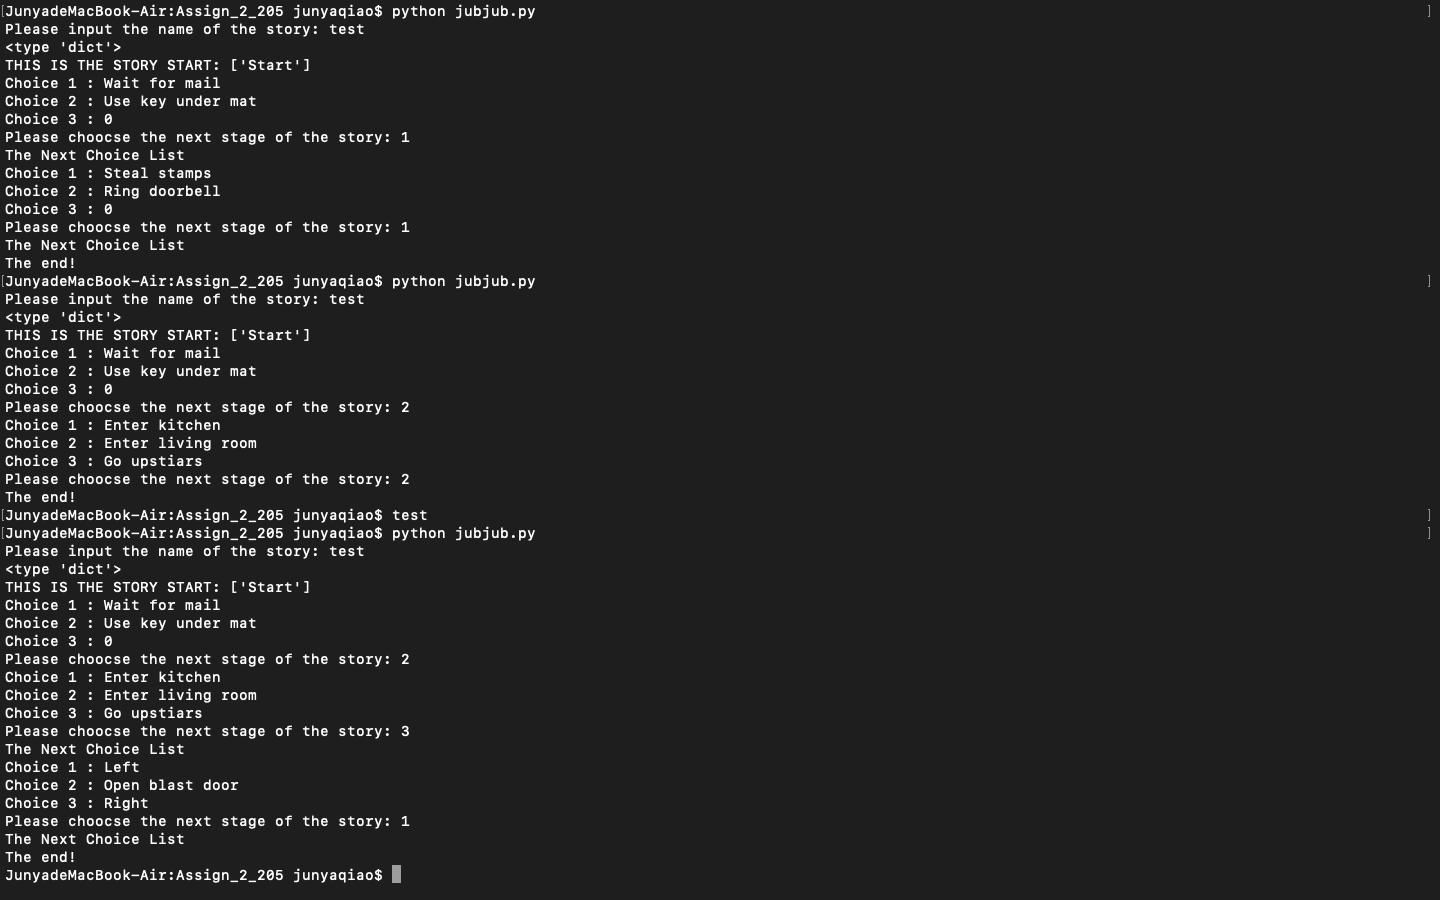 [JunyadeMacBook-Air:Assign_2_205 junyaqiao$ python jubjub.py ]
Please input the name of the story: test
<type 'dict'>
THIS IS THE STORY START: ['Start']
Choice 1 : Wait for mail
Choice 2 : Use key under mat
Choice 3 : 0
Please choocse the next stage of the story: 1
The Next Choice List
Choice 1 : Steal stamps
Choice 2 : Ring doorbell
Choice 3 : 0
Please choocse the next stage of the story: 1
The Next Choice List
The end!
[JunyadeMacBook-Air:Assign_2_205 junyaqiao$ python jubjub.py ]
Please input the name of the story: test
<type 'dict'>
THIS IS THE STORY START: ['Start']
Choice 1 : Wait for mail
Choice 2 : Use key under mat
Choice 3 : 0
Please choocse the next stage of the story: 2
Choice 1 : Enter kitchen
Choice 2 : Enter living room
Choice 3 : Go upstiars
Please choocse the next stage of the story: 2
The end!
[JunyadeMacBook-Air:Assign_2_205 junyaqiao$ test ]
[JunyadeMacBook-Air:Assign_2_205 junyaqiao$ python jubjub.py ]
Please input the name of the story: test
<type 'dict'>
THIS IS THE STORY START: ['Start']
Choice 1 : Wait for mail
Choice 2 : Use key under mat
Choice 3 : 0
Please choocse the next stage of the story: 2
Choice 1 : Enter kitchen
Choice 2 : Enter living room
Choice 3 : Go upstiars
Please choocse the next stage of the story: 3
The Next Choice List
Choice 1 : Left
Choice 2 : Open blast door
Choice 3 : Right
Please choocse the next stage of the story: 1
The Next Choice List
The end!
JunyadeMacBook-Air:Assign_2_205 junyaqiao$